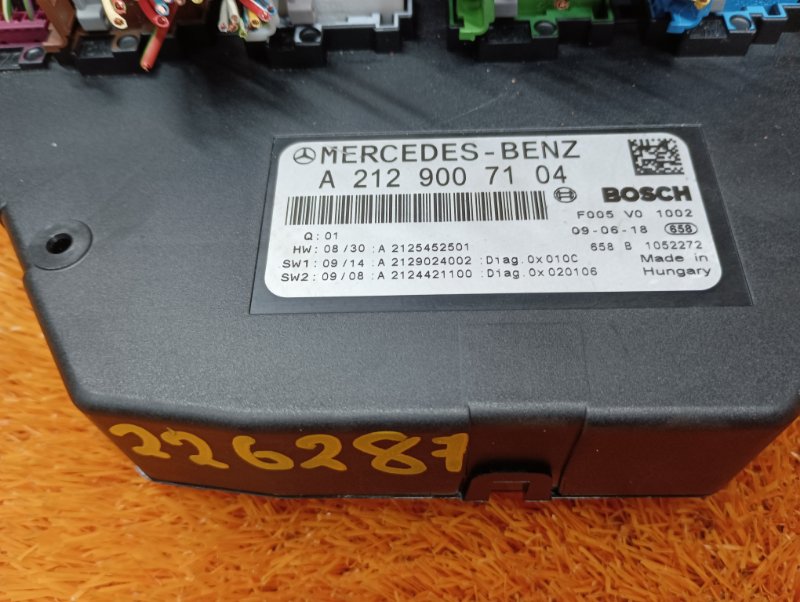 MERCEDES-BENZ
A 212 900 71 04
BOSCH
F005 V0 1002
Q: 01
09-06-18 658
HW: 08/30 :A 2125452501
658 B 1052272
SW1: 09/14 :A 2129024002 :Diag.0x010C
Made in
SW2: 09/08 :A 2124421100 :Diag.0x020106
Hungary
226287